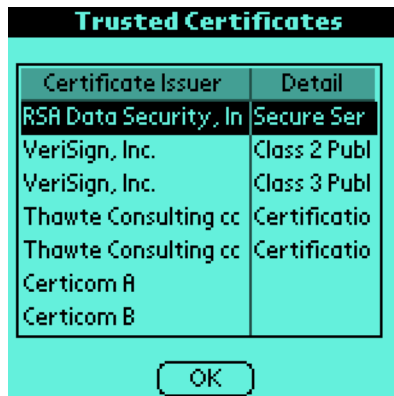 Trusted Certificates
Certificate Issuer Detail
RSA Data Security, In Secure Ser
VeriSign, Inc. Class 2 Publ
VeriSign, Inc. Class 3 Publ
Thawte Consulting cc Certificatio
Thawte Consulting cc Certificatio
Certicom A
Certicom B
OK